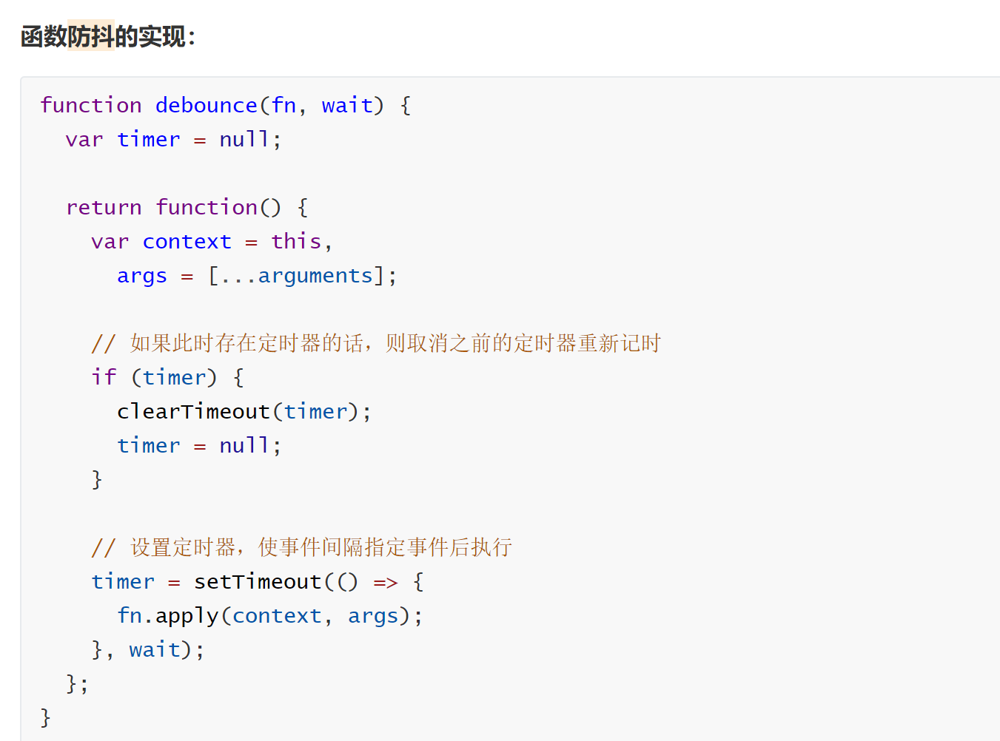 函数防抖的实现：
function debounce(fn, wait) {
  var timer = null;

  return function() {
    var context = this,
      args = [...arguments];

    // 如果此时存在定时器的话，则取消之前的定时器重新记时
    if (timer) {
      clearTimeout(timer);
      timer = null;
    }

    // 设置定时器，使事件间隔指定事件后执行
    timer = setTimeout(() => {
      fn.apply(context, args);
    }, wait);
  };
}